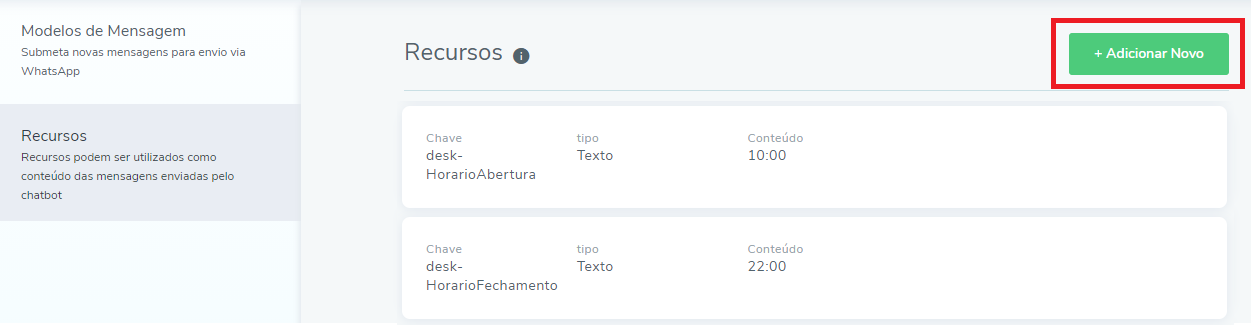 Modelos de Mensagem
Submeta novas mensagens para envio via
WhatsApp
Recursos
Recursos podem ser utilizados como
conteúdo das mensagens enviadas pelo
chatbot
Recursos i
+ Adicionar Novo
Chave tipo Conteúdo
desk- Texto 10:00
HorarioAbertura
Chave tipo Conteúdo
desk- Texto 22:00
HorarioFechamento